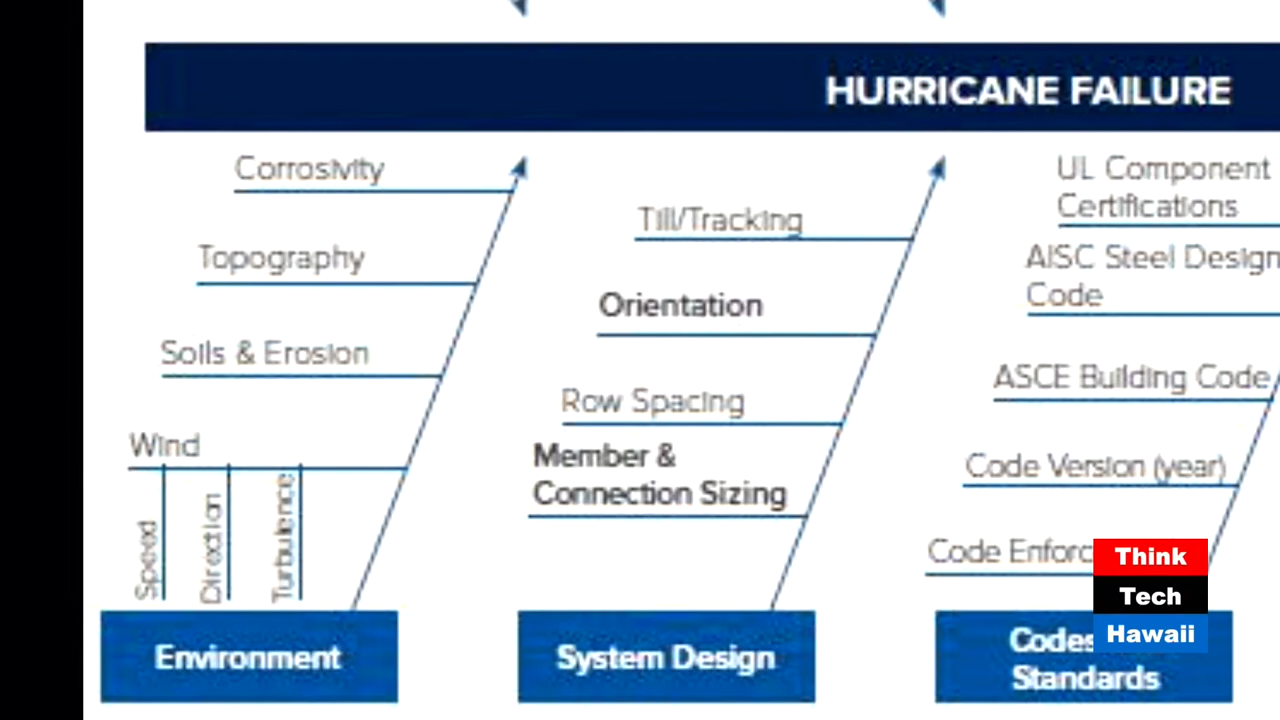 HURRICANE FAILURE
Corrosivity
Topography
Soils & Erosion
Wind
Speed
Direction
Turbulence
Environment
Till/Tracking
Orientation
Row Spacing
Member &
Connection Sizing
System Design
UL Component
Certifications
AISC Steel Design
Code
ASCE Building Code
Code Version (year)
Code
Codes
Standards
Think
Tech
Hawaii